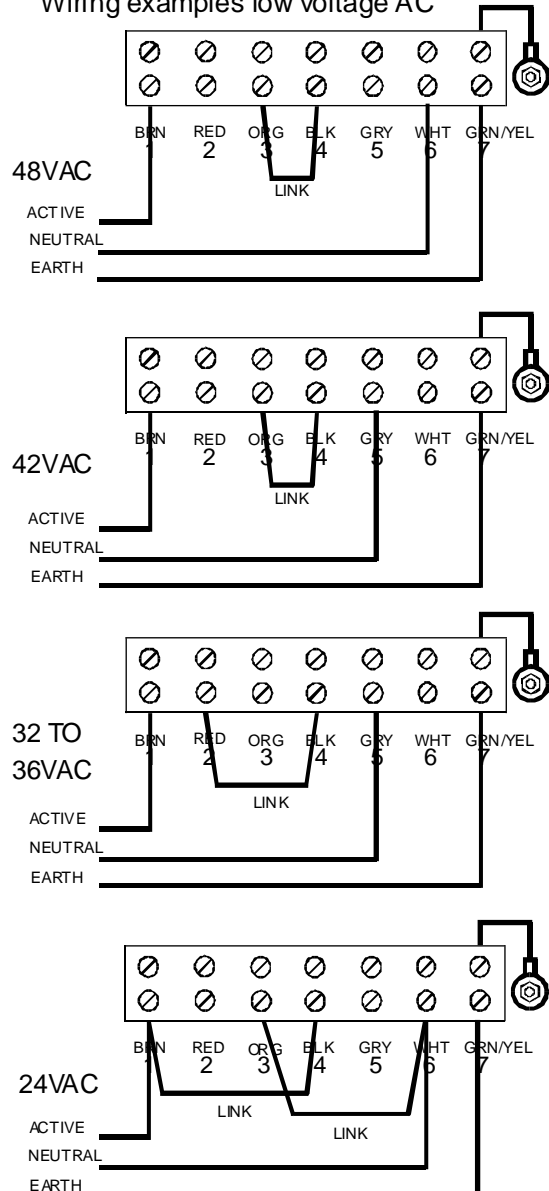 Wiring examples low voltage AC
BRN RED ORG BLK GRY WHT GRN/YEL
1 2 3 4 5 6 7
48VAC
LINK
ACTIVE
NEUTRAL
EARTH
BRN RED ORG BLK GRY WHT GRN/YEL
1 2 3 4 5 6 7
42VAC
LINK
ACTIVE
NEUTRAL
EARTH
BRN RED ORG BLK GRY WHT GRN/YEL
1 2 3 4 5 6 7
32 TO
36VAC
LINK
ACTIVE
NEUTRAL
EARTH
BRN RED ORG BLK GRY WHT GRN/YEL
1 2 3 4 5 6 7
24VAC
LINK
LINK
ACTIVE
NEUTRAL
EARTH